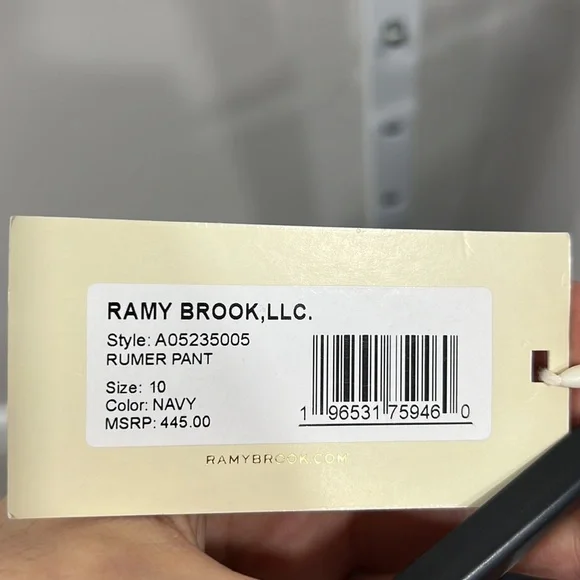 RAMY BROOK,LLC.
Style: A05235005
RUMER PANT
Size: 10
Color: NAVY
MSRP: 445.00
1 96531 75946 0
RAMYBROOK.COM